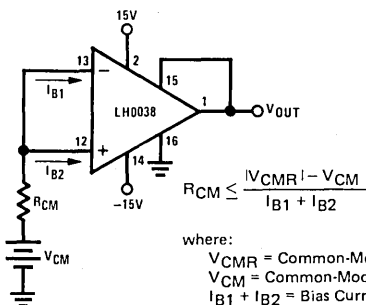 15V
13
−
2
15
I_B1
LH0038
1
V_OUT
12
+
I_B2
14
16
−15V
R_CM
V_CM
R_CM ≤ (|V_CMR| − V_CM) / (I_B1 + I_B2)
where:
V_CMR = Common-M
V_CM = Common-Mo
I_B1 + I_B2 = Bias Curr